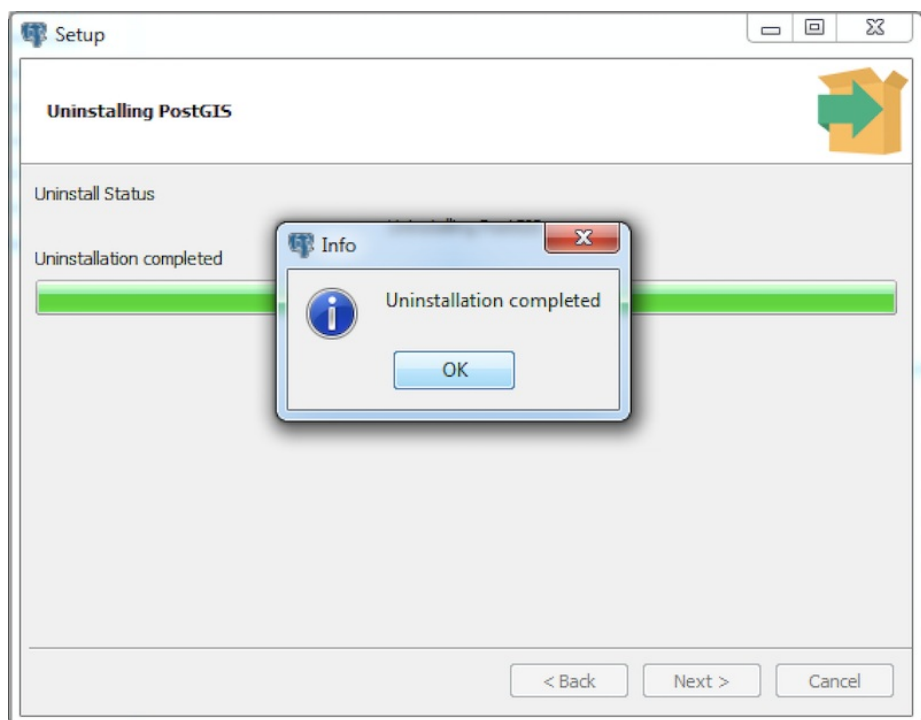 Setup
Uninstalling PostGIS
Uninstall Status
Uninstallation completed
Info
Uninstallation completed
OK
< Back
Next >
Cancel